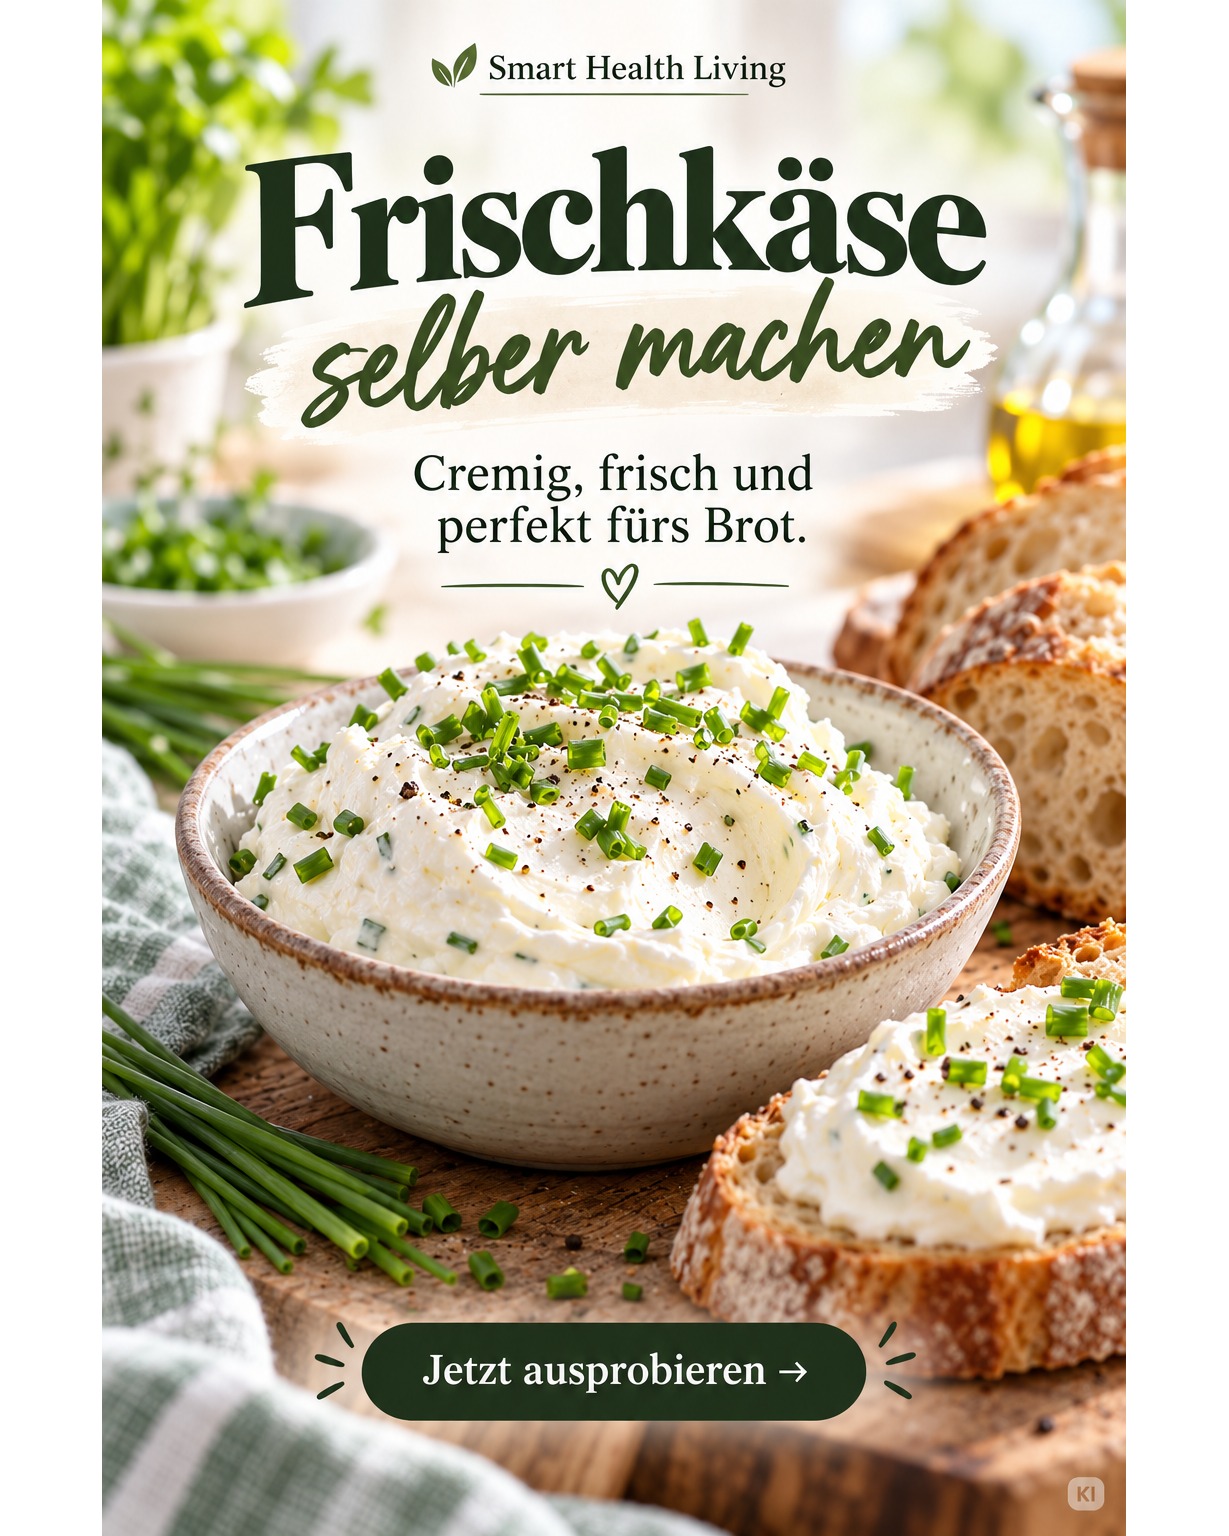 Smart Health Living
Frischkäse
selber machen
Cremig, frisch und
perfekt fürs Brot.
Jetzt ausprobieren →
KI